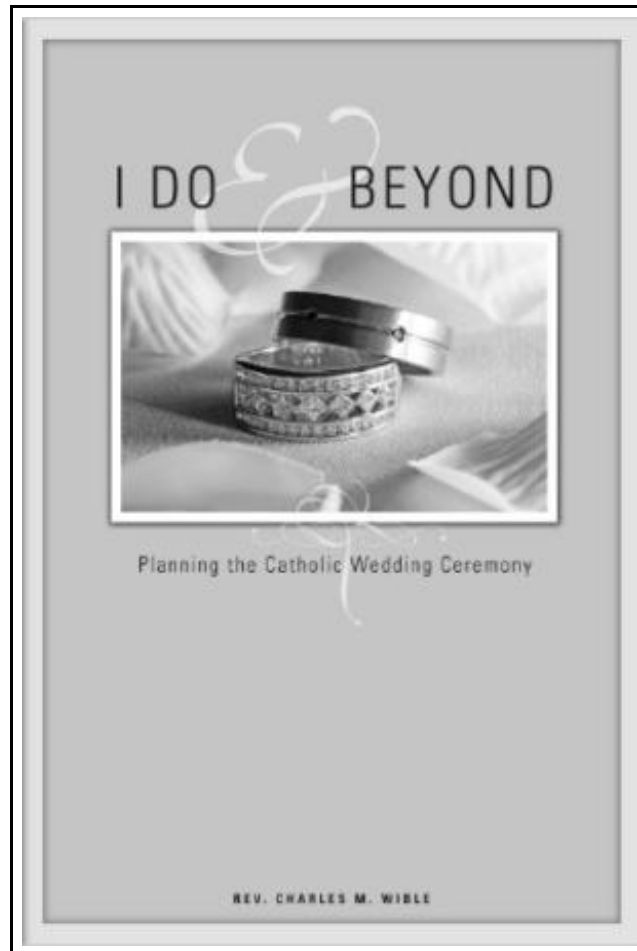 I DO & BEYOND
Planning the Catholic Wedding Ceremony
REV. CHARLES M. WIBLE